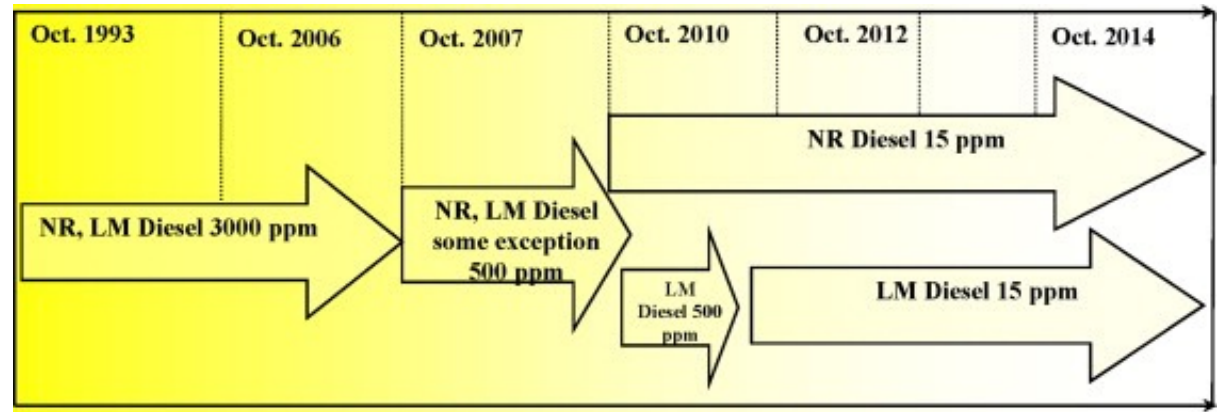 Oct. 1993
Oct. 2006
Oct. 2007
Oct. 2010
Oct. 2012
Oct. 2014
NR Diesel 15 ppm
NR, LM Diesel 3000 ppm
NR, LM Diesel
some exception
500 ppm
LM
Diesel 500
ppm
LM Diesel 15 ppm